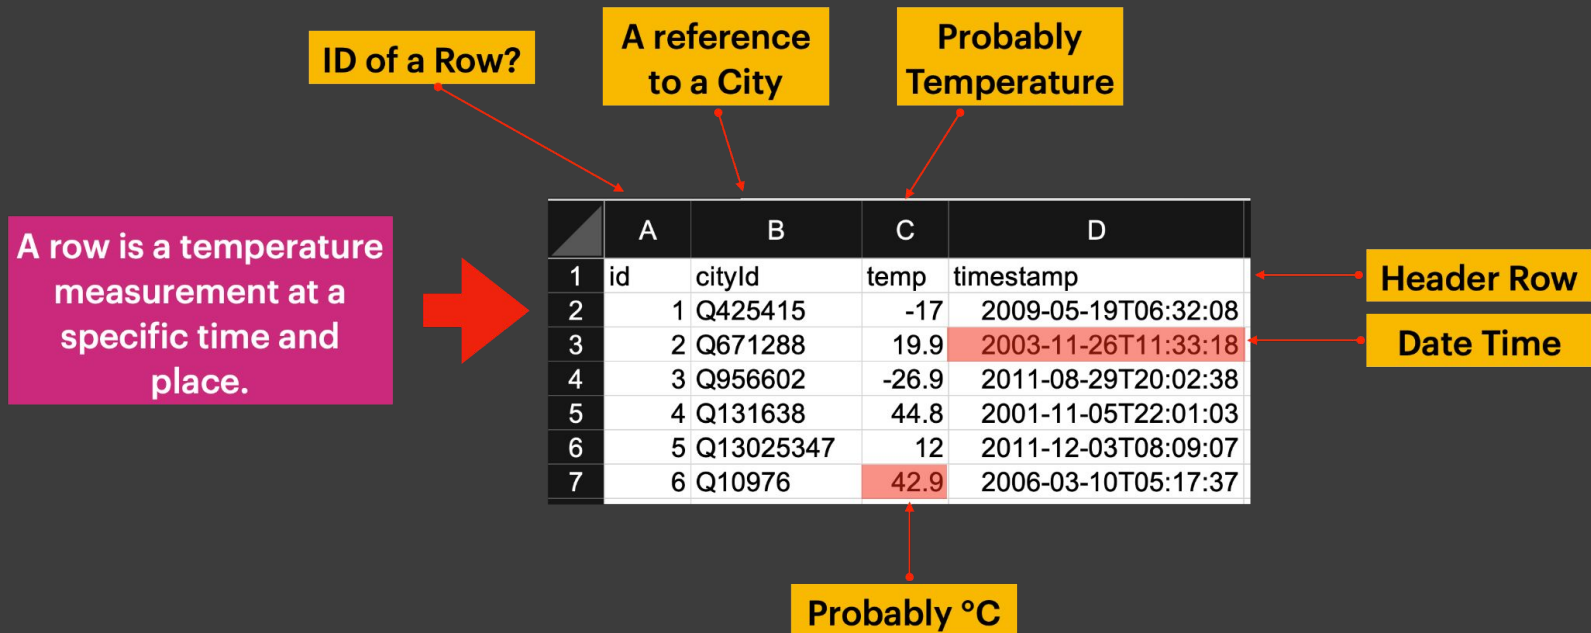 ID of a Row?
A reference
to a City
Probably
Temperature
A row is a temperature
measurement at a
specific time and
place.
A B C D
1 id cityId temp timestamp
2 1 Q425415 -17 2009-05-19T06:32:08
3 2 Q671288 19.9 2003-11-26T11:33:18
4 3 Q956602 -26.9 2011-08-29T20:02:38
5 4 Q131638 44.8 2001-11-05T22:01:03
6 5 Q13025347 12 2011-12-03T08:09:07
7 6 Q10976 42.9 2006-03-10T05:17:37
Header Row
Date Time
Probably °C